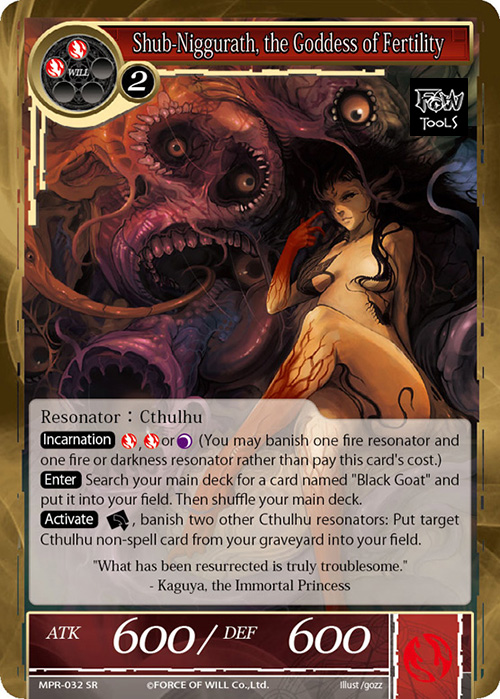 Shub-Niggurath, the Goddess of Fertility
WILL
2
FOW
TOOLS
Resonator : Cthulhu
Incarnation , or (You may banish one fire resonator and
one fire or darkness resonator rather than pay this card's cost.)
Enter Search your main deck for a card named "Black Goat" and
put it into your field. Then shuffle your main deck.
Activate , banish two other Cthulhu resonators: Put target
Cthulhu non-spell card from your graveyard into your field.
"What has been resurrected is truly troublesome."
- Kaguya, the Immortal Princess
ATK 600 / DEF 600
MPR-032 SR ©FORCE OF WILL Co.,Ltd. Illust /gozz